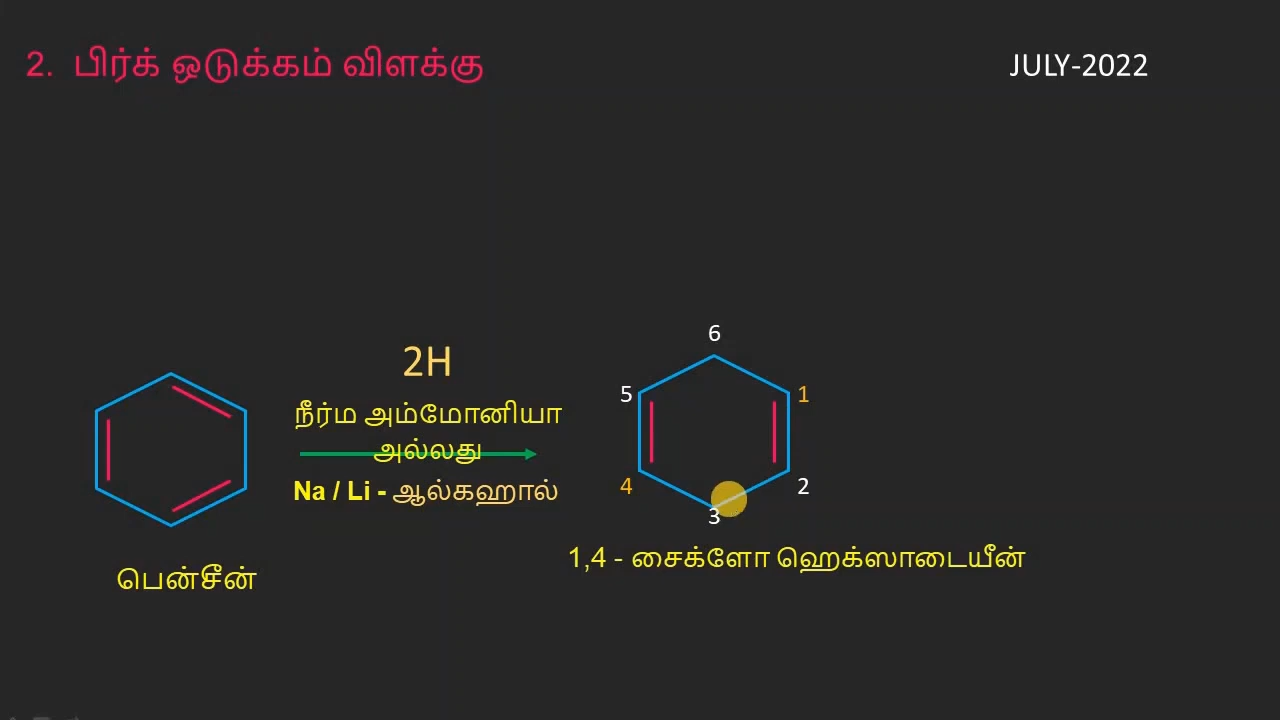 2. பிர்க் ஒடுக்கம் விளக்கு
JULY-2022
2H
நீர்ம அம்மோனியா
அல்லது
Na / Li - ஆல்கஹால்
பென்சீன்
6
5
1
4
2
3
1,4 - சைக்ளோ ஹெக்ஸாடையீன்